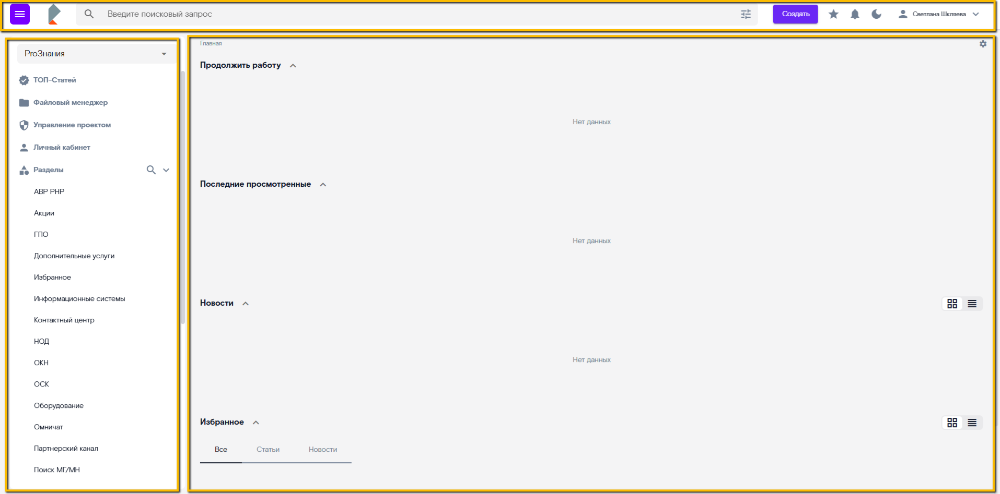 Введите поисковый запрос
Создать
Светлана Шкляева
ProЗнания
ТОП-Статей
Файловый менеджер
Управление проектом
Личный кабинет
Разделы
АВР РНР
Акции
ГПО
Дополнительные услуги
Избранное
Информационные системы
Контактный центр
НОД
ОКН
ОСК
Оборудование
Омничат
Партнерский канал
Поиск МГ/МН
Главная
Продолжить работу
Нет данных
Последние просмотренные
Нет данных
Новости
Нет данных
Избранное
Все Статьи Новости